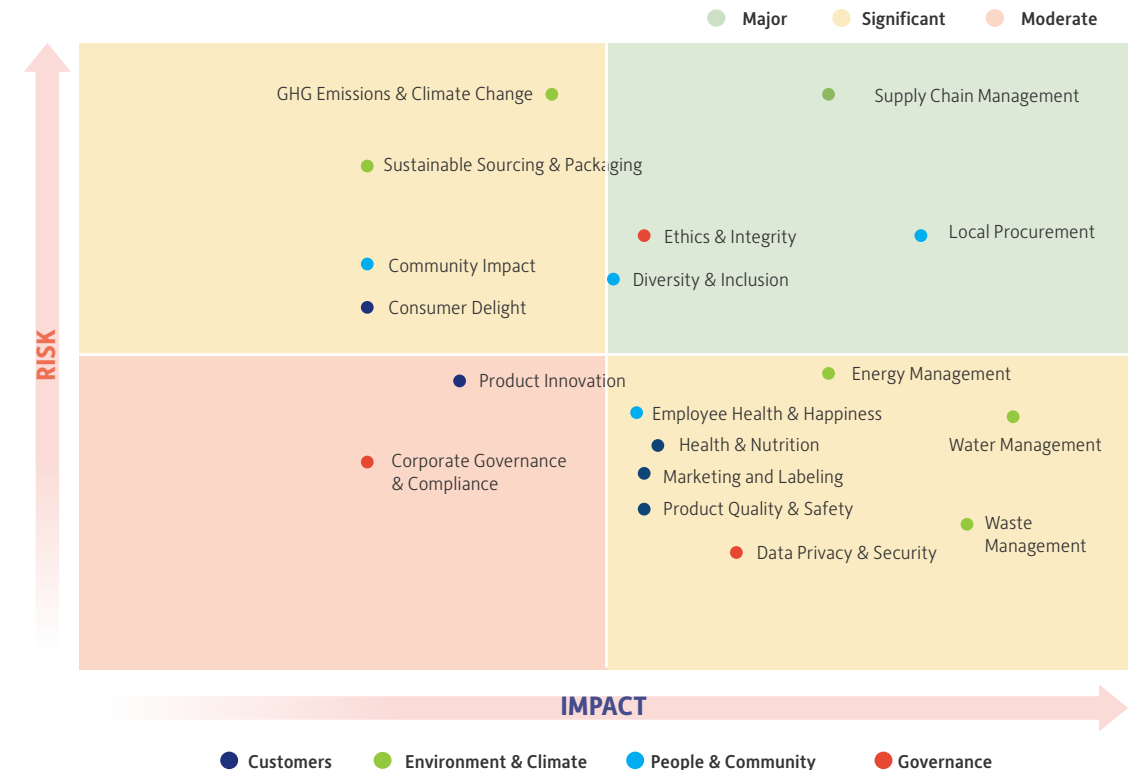 Major Significant Moderate
GHG Emissions & Climate Change
Supply Chain Management
Sustainable Sourcing & Packaging
Ethics & Integrity
Local Procurement
Community Impact
Diversity & Inclusion
Consumer Delight
RISK
Product Innovation
Energy Management
Employee Health & Happiness
Health & Nutrition
Water Management
Corporate Governance
& Compliance
Marketing and Labeling
Product Quality & Safety
Waste
Management
Data Privacy & Security
IMPACT
Customers Environment & Climate People & Community Governance